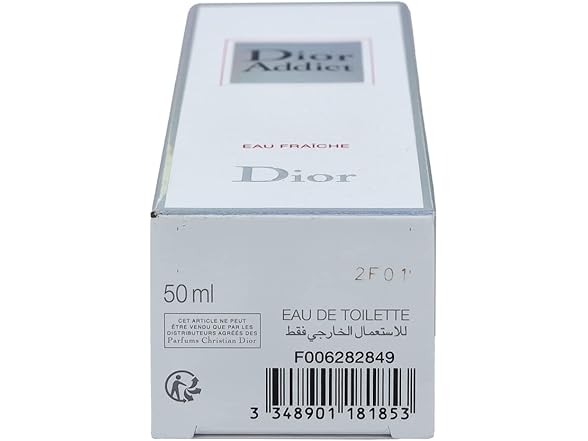 Dior
Addict
EAU FRAÎCHE
Dior
2F01
50 ml
CET ARTICLE NE PEUT
ÊTRE VENDU QUE PAR LES
DISTRIBUTEURS AGRÉÉS DES
Parfums Christian Dior
EAU DE TOILETTE
للاستعمال الخارجي فقط
F006282849
3 348901 181853